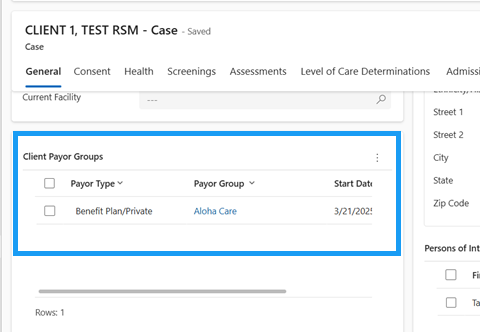 CLIENT 1, TEST RSM - Case - Saved
Case
General Consent Health Screenings Assessments Level of Care Determinations
Current Facility ---
Client Payor Groups
Payor Type Payor Group Start Date
Benefit Plan/Private Aloha Care 3/21/2025
Rows: 1
Street 1
Street 2
City
State
Zip Code
Persons of Int
Fi
Ta